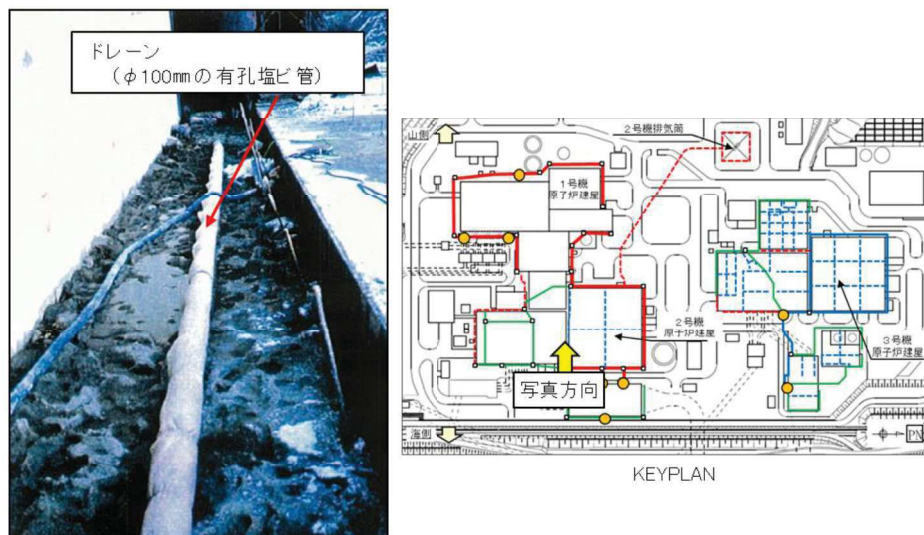 ドレーン
(φ100㎜の有孔塩ビ管)
山側
2号機排気筒
1号機
原子炉建屋
2号機
原子炉建屋
3号機
原子炉建屋
写真方向
海側
PN
KEYPLAN